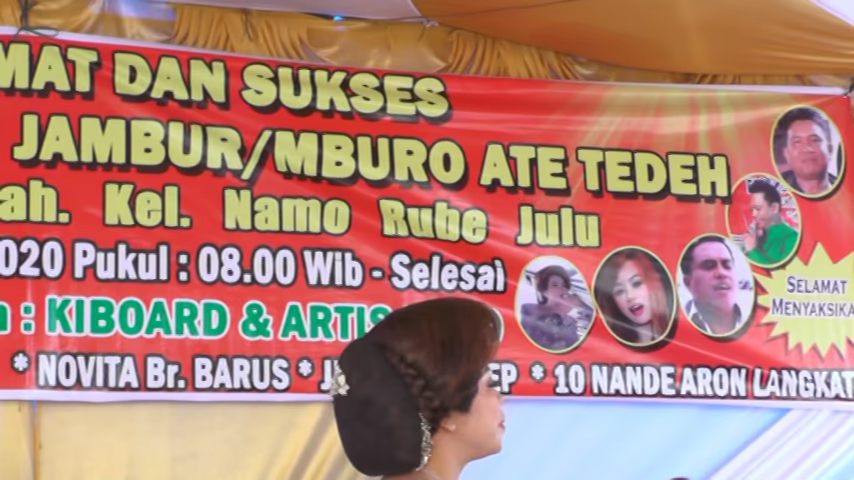 MAT DAN SUKSES
JAMBUR/MBURO ATE TEDEH
ah. Kel. Namo Rube Julu
020 Pukul : 08.00 Wib - Selesai
: KIBOARD & ARTIS
* NOVITA Br. BARUS * J EP * 10 NANDE ARON LANGKAT
SELAMAT
MENYAKSIKA